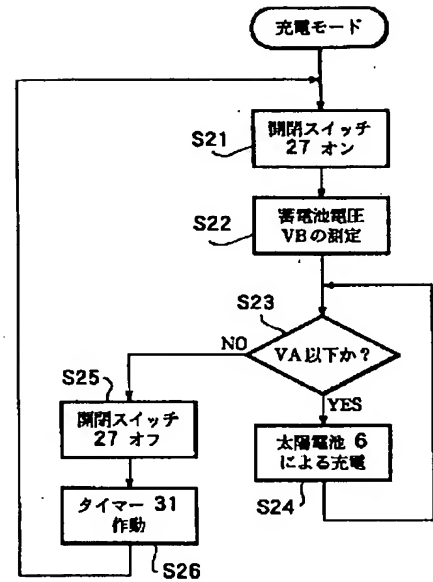 充電モード
S21
開閉スイッチ
27 オン
S22
蓄電池電圧
VBの測定
S23
VA以下か?
NO
YES
S25
開閉スイッチ
27 オフ
太陽電池 6
による充電
S24
タイマー 31
作動
S26